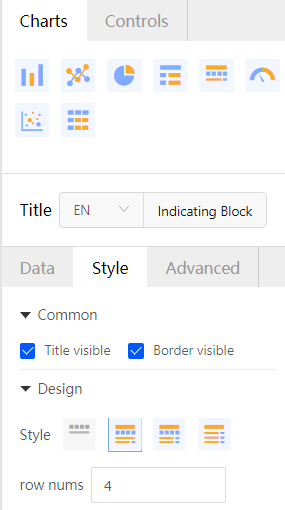 Charts Controls
Title EN Indicating Block
Data Style Advanced
Common
Title visible Border visible
Design
Style
row nums 4